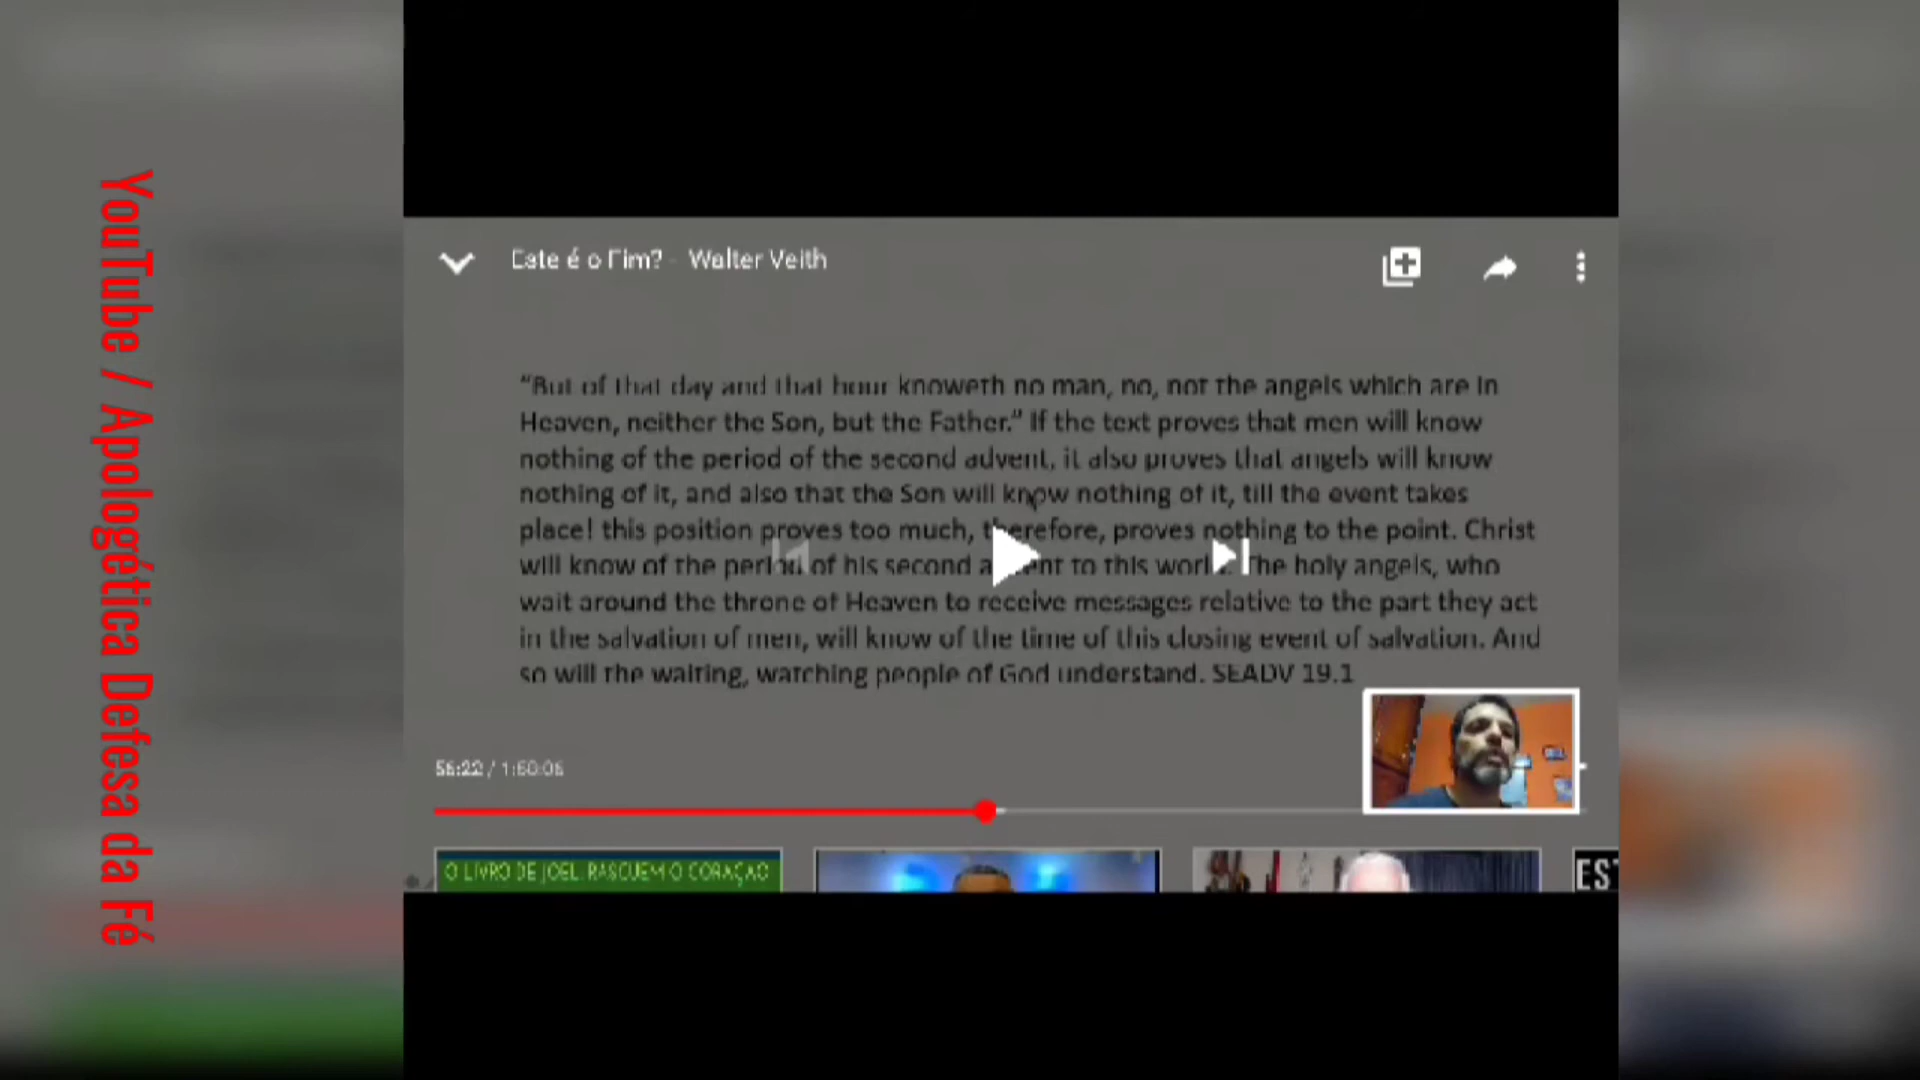 YouTube / Apologética Defesa da Fé
Este é o Fim? - Walter Veith
“But of that day and that hour knoweth no man, no, not the angels which are in
Heaven, neither the Son, but the Father.” If the text proves that men will know
nothing of the period of the second advent, it also proves that angels will know
nothing of it, and also that the Son will know nothing of it, till the event takes
place! this position proves too much, therefore, proves nothing to the point. Christ
will know of the period of his second advent to this world. The holy angels, who
wait around the throne of Heaven to receive messages relative to the part they act
in the salvation of men, will know of the time of this closing event of salvation. And
so will the waiting, watching people of God understand. SEADV 19.1
O LIVRO DE JOEL: RASGUEM O CORAÇÃO
EST